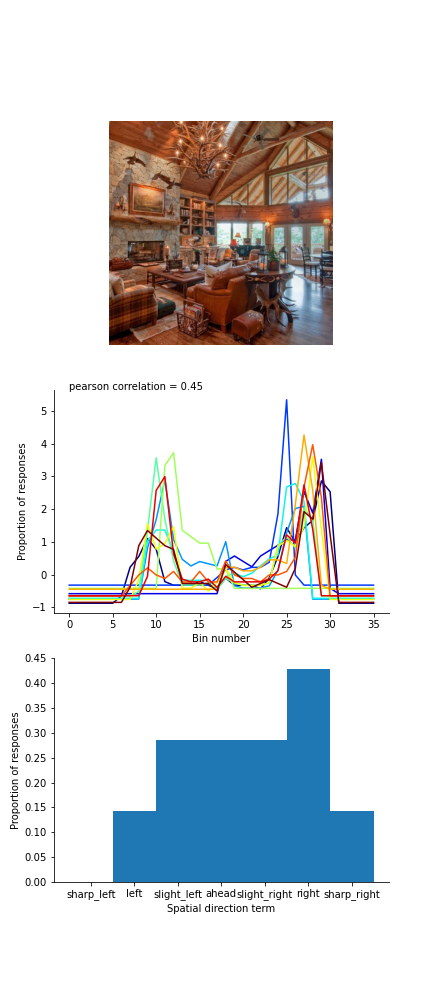 pearson correlation = 0.45
Proportion of responses
5
4
3
2
1
0
−1
0 5 10 15 20 25 30 35
Bin number
Proportion of responses
0.45
0.40
0.35
0.30
0.25
0.20
0.15
0.10
0.05
0.00
sharp_left left slight_left ahead slight_right right sharp_right
Spatial direction term